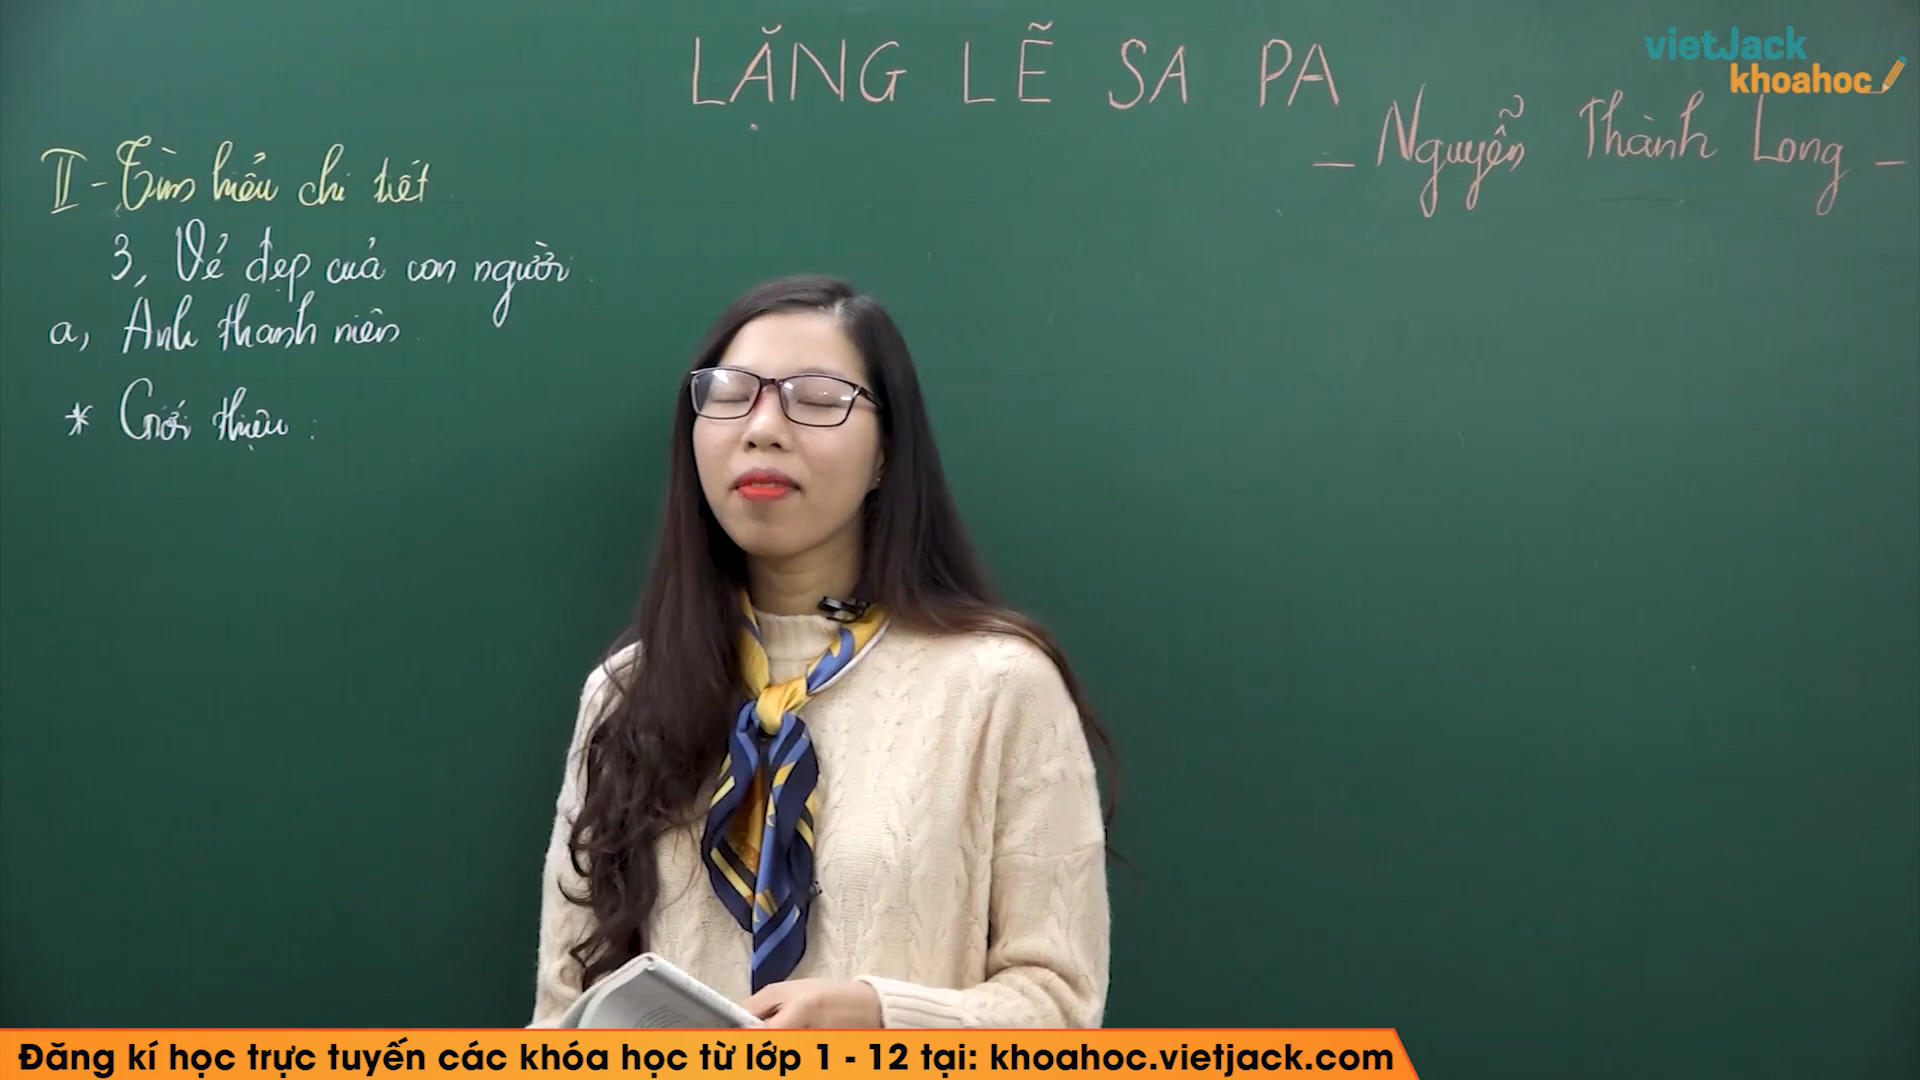 LẶNG LẼ SA PA
vietJack
khoahoc
- Nguyễn Thành Long -
II - Tìm hiểu chi tiết
3, Vẻ đẹp của con người
a, Anh thanh niên
* Giới thiệu :
Đăng kí học trực tuyến các khóa học từ lớp 1 - 12 tại: khoahoc.vietjack.com